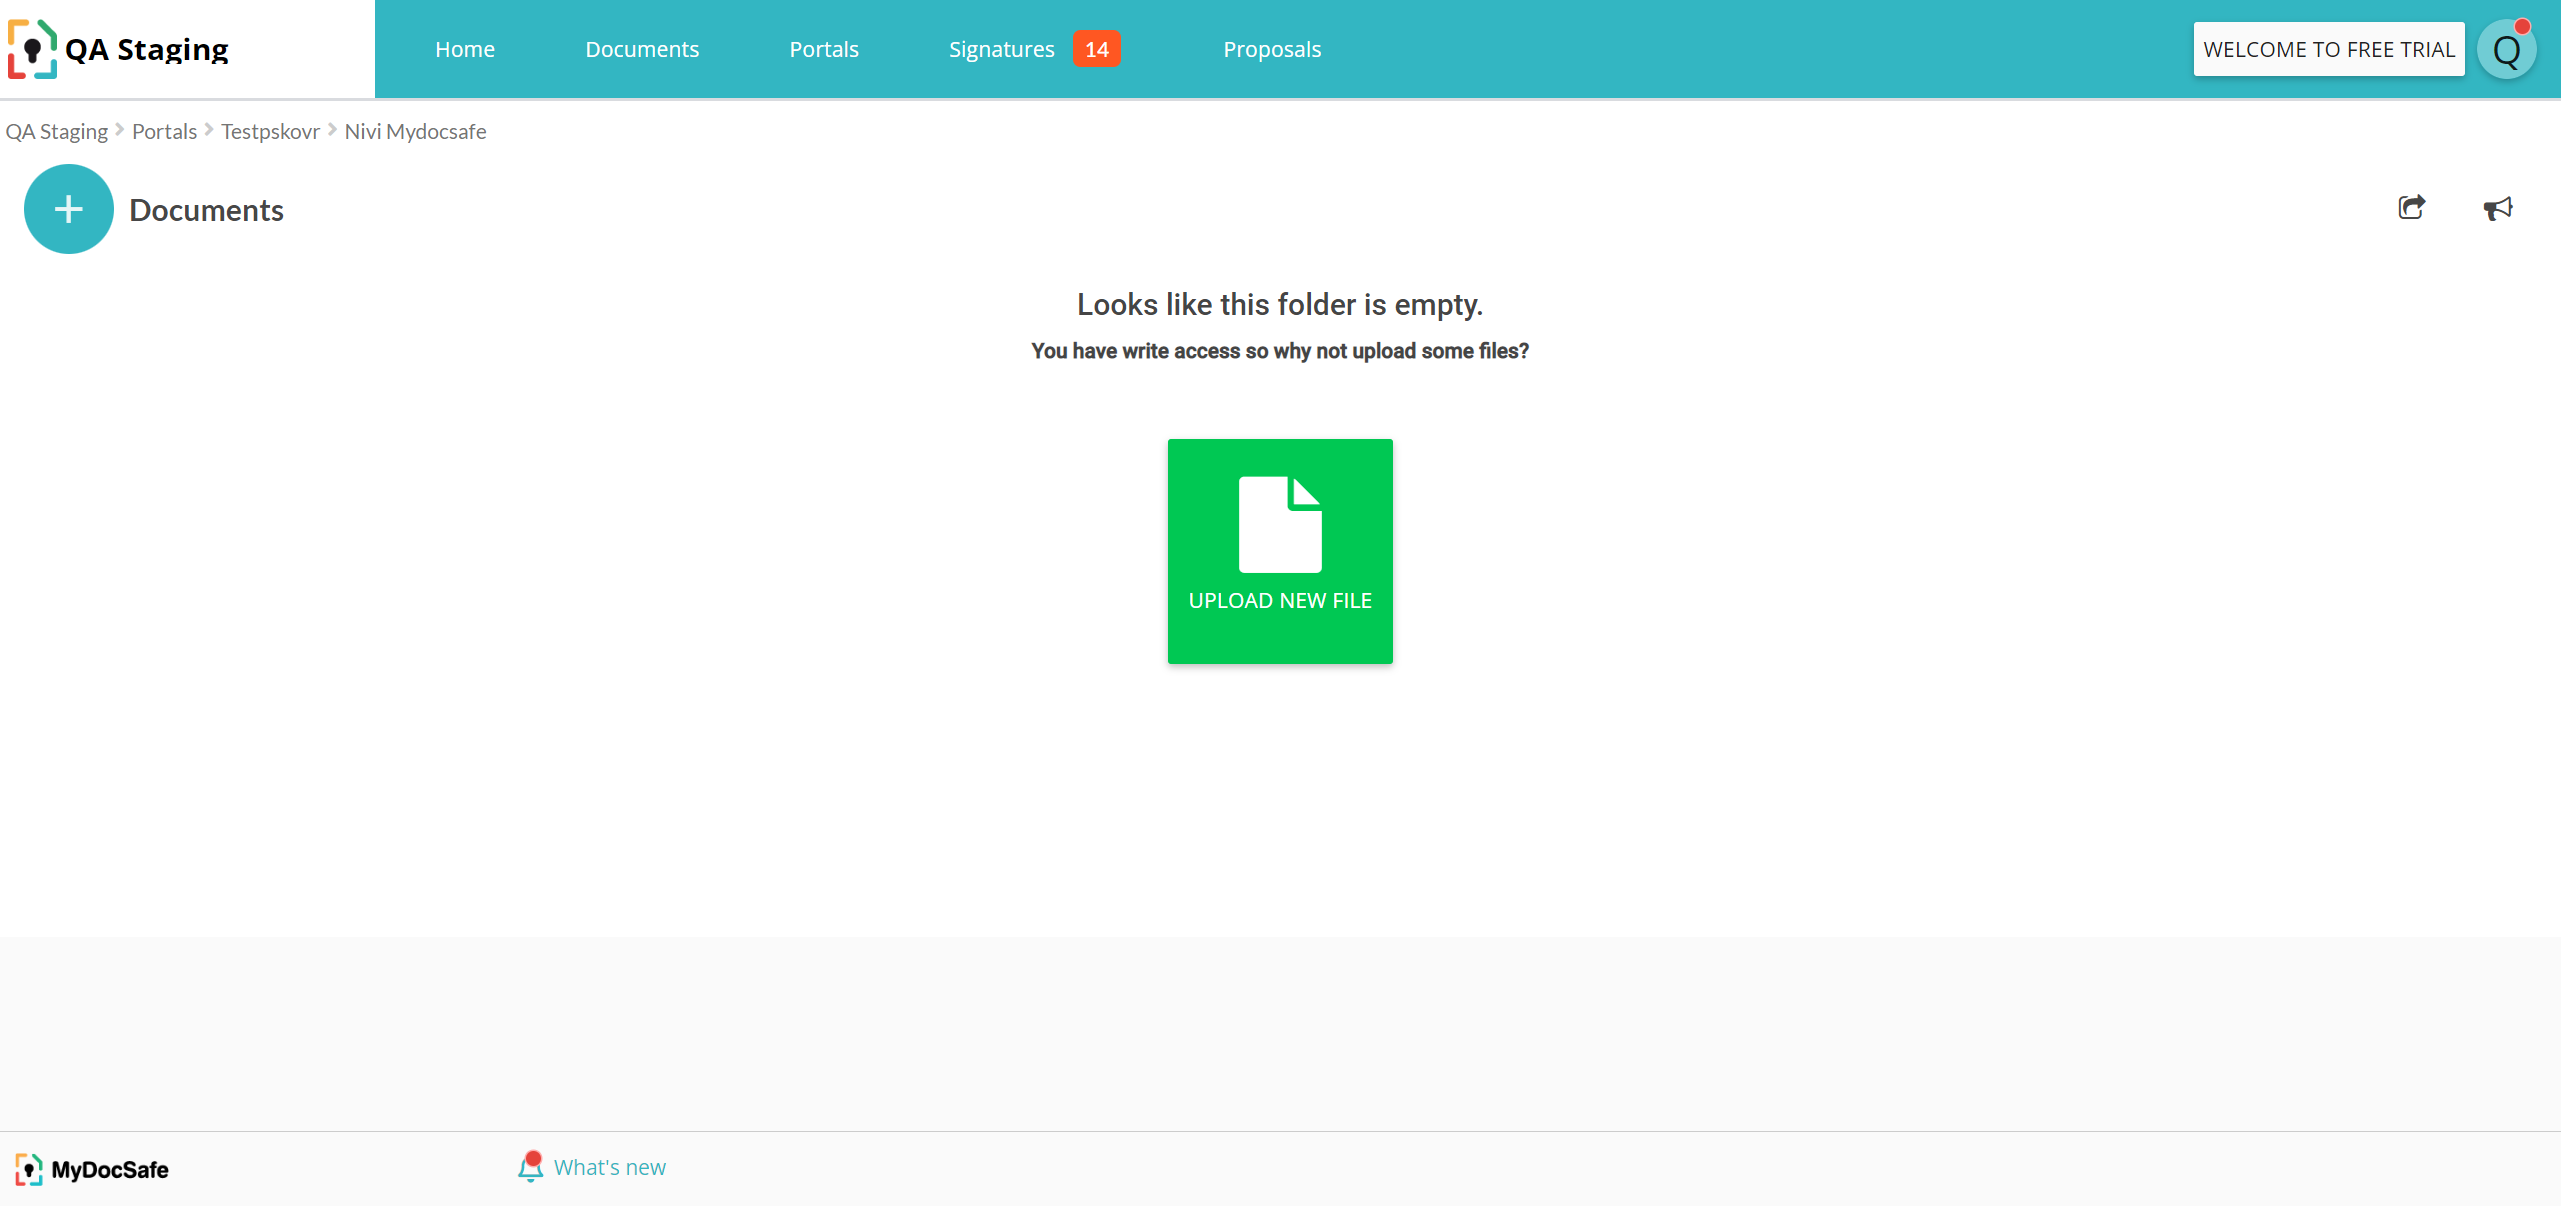 QA Staging
Home Documents Portals Signatures 14 Proposals
WELCOME TO FREE TRIAL Q
QA Staging Portals Testpskovr Nivi Mydocsafe
+ Documents
Looks like this folder is empty.
You have write access so why not upload some files?
UPLOAD NEW FILE
MyDocSafe
What's new